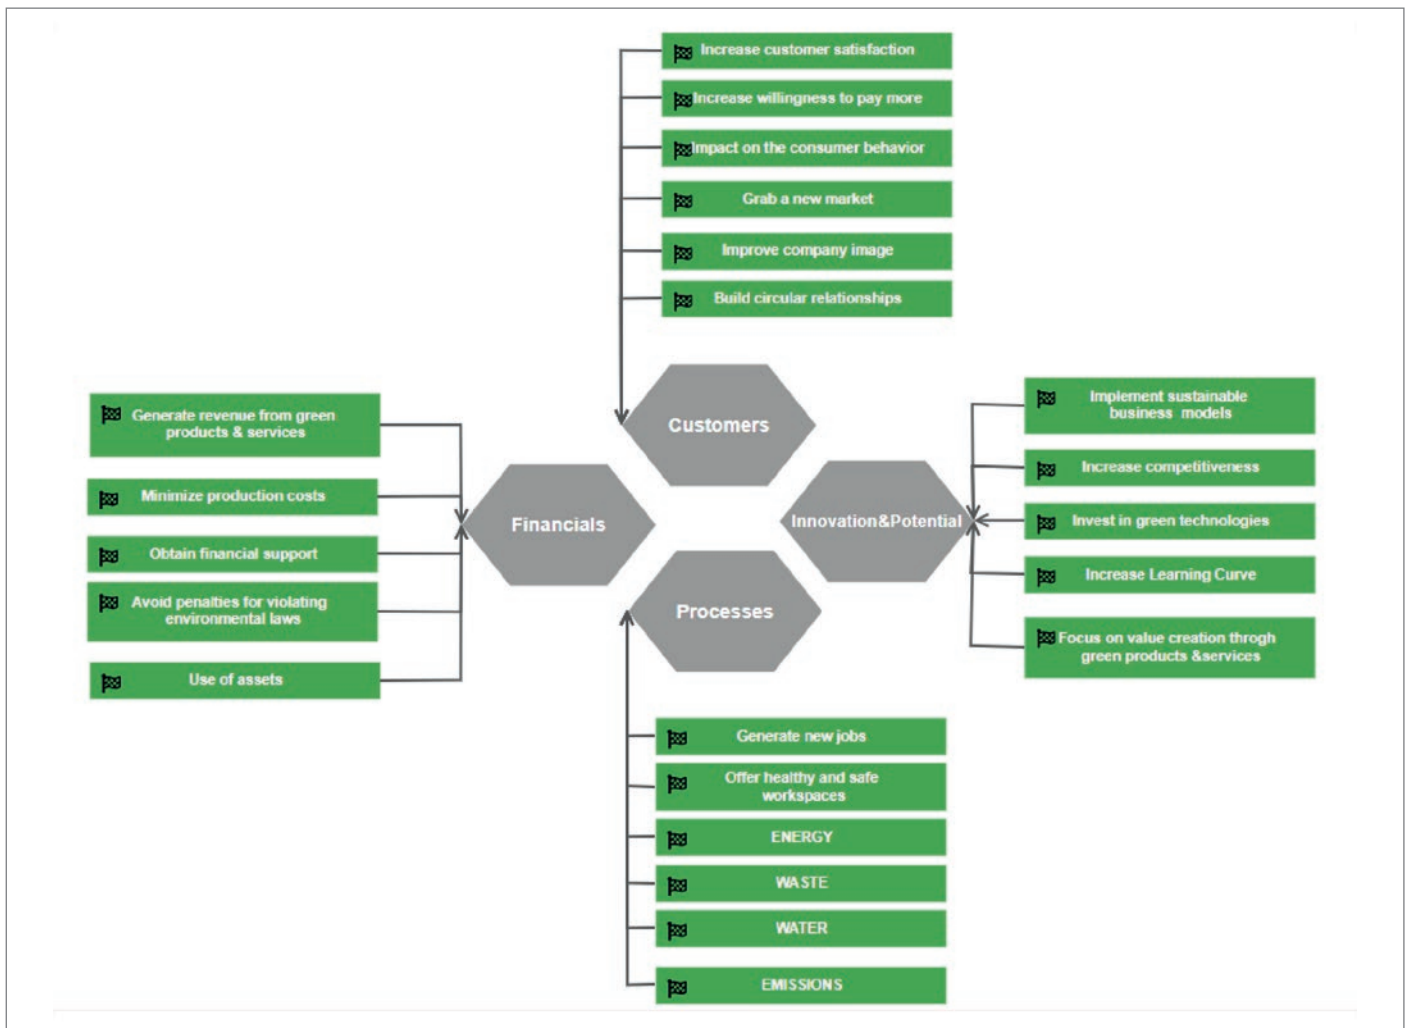 Increase customer satisfaction
Increase willingness to pay more
Impact on the consumer behavior
Grab a new market
Improve company image
Build circular relationships
Customers
Generate revenue from green
products & services
Minimize production costs
Obtain financial support
Avoid penalties for violating
environmental laws
Use of assets
Financials
Innovation&Potential
Implement sustainable
business models
Increase competitiveness
Invest in green technologies
Increase Learning Curve
Focus on value creation throgh
green products &services
Processes
Generate new jobs
Offer healthy and safe
workspaces
ENERGY
WASTE
WATER
EMISSIONS